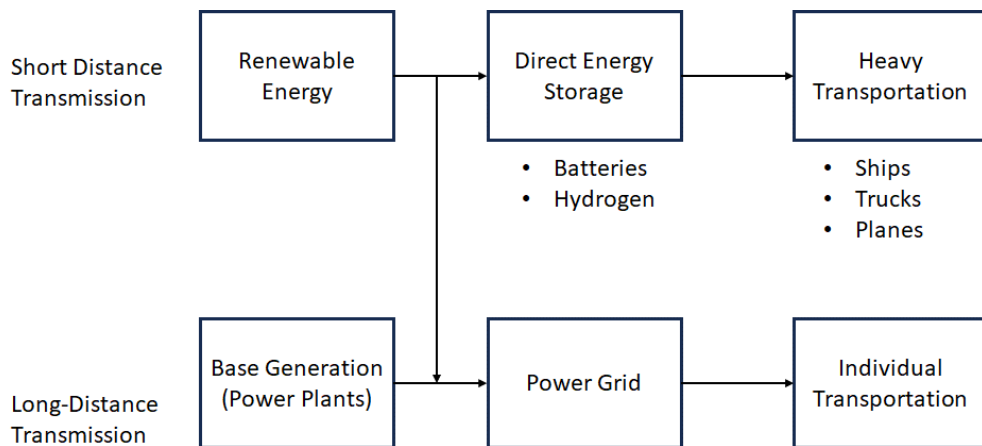 Short Distance
Transmission
Renewable
Energy
Direct Energy
Storage
Heavy
Transportation
• Batteries
• Hydrogen
• Ships
• Trucks
• Planes
Long-Distance
Transmission
Base Generation
(Power Plants)
Power Grid
Individual
Transportation